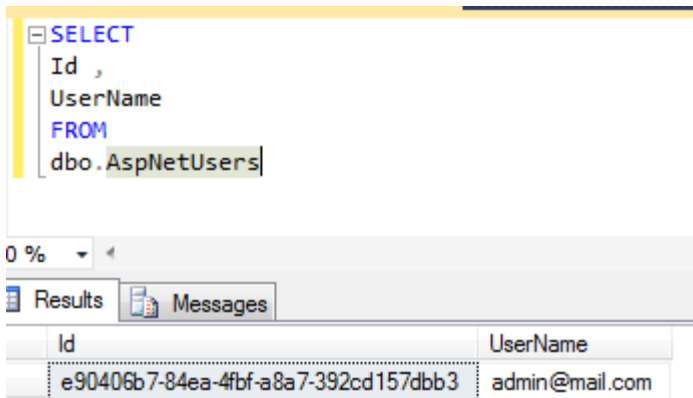 SELECT
Id ,
UserName
FROM
dbo.AspNetUsers
0 %
Results Messages
Id UserName
e90406b7-84ea-4fbf-a8a7-392cd157dbb3 admin@mail.com